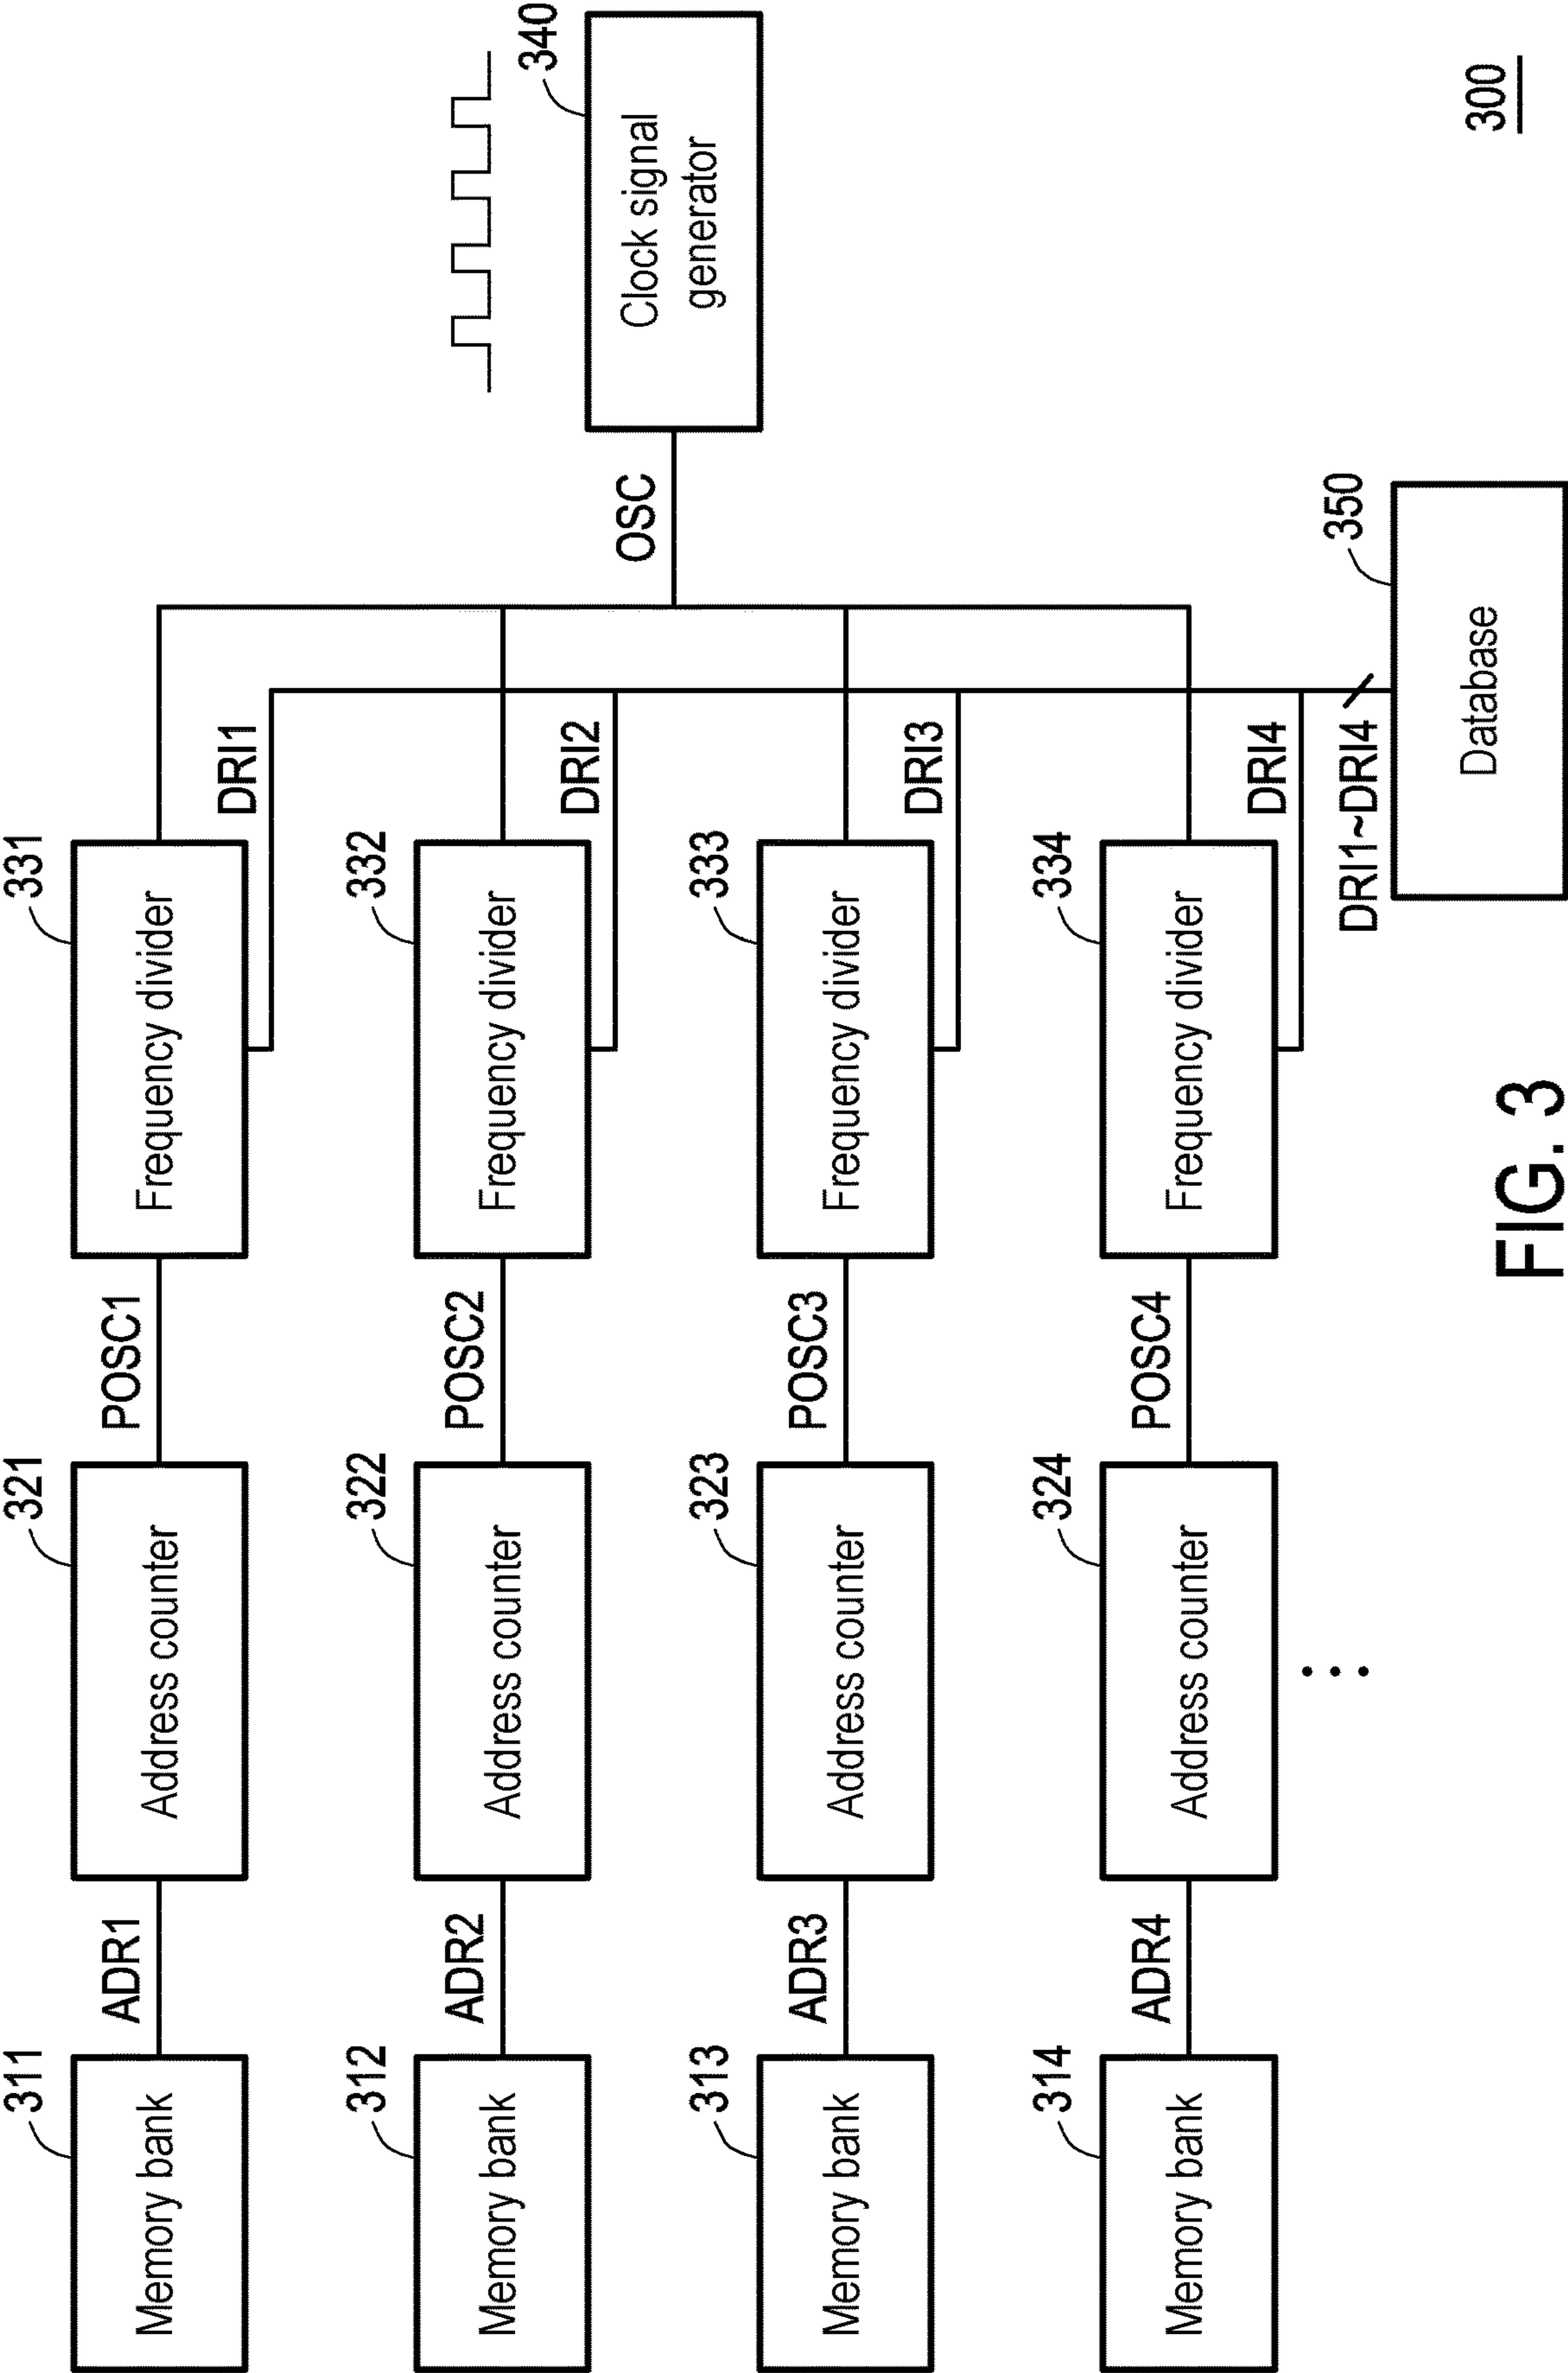 311
ADR1
321
POSC1
331
Memory bank
Address counter
Frequency divider
DRI1
312
ADR2
322
POSC2
332
Memory bank
Address counter
Frequency divider
DRI2
OSC
340
Clock signal
generator
313
ADR3
323
POSC3
333
Memory bank
Address counter
Frequency divider
DRI3
314
ADR4
324
POSC4
334
Memory bank
Address counter
Frequency divider
DRI4
DRI1~DRI4
350
Database
300
FIG. 3